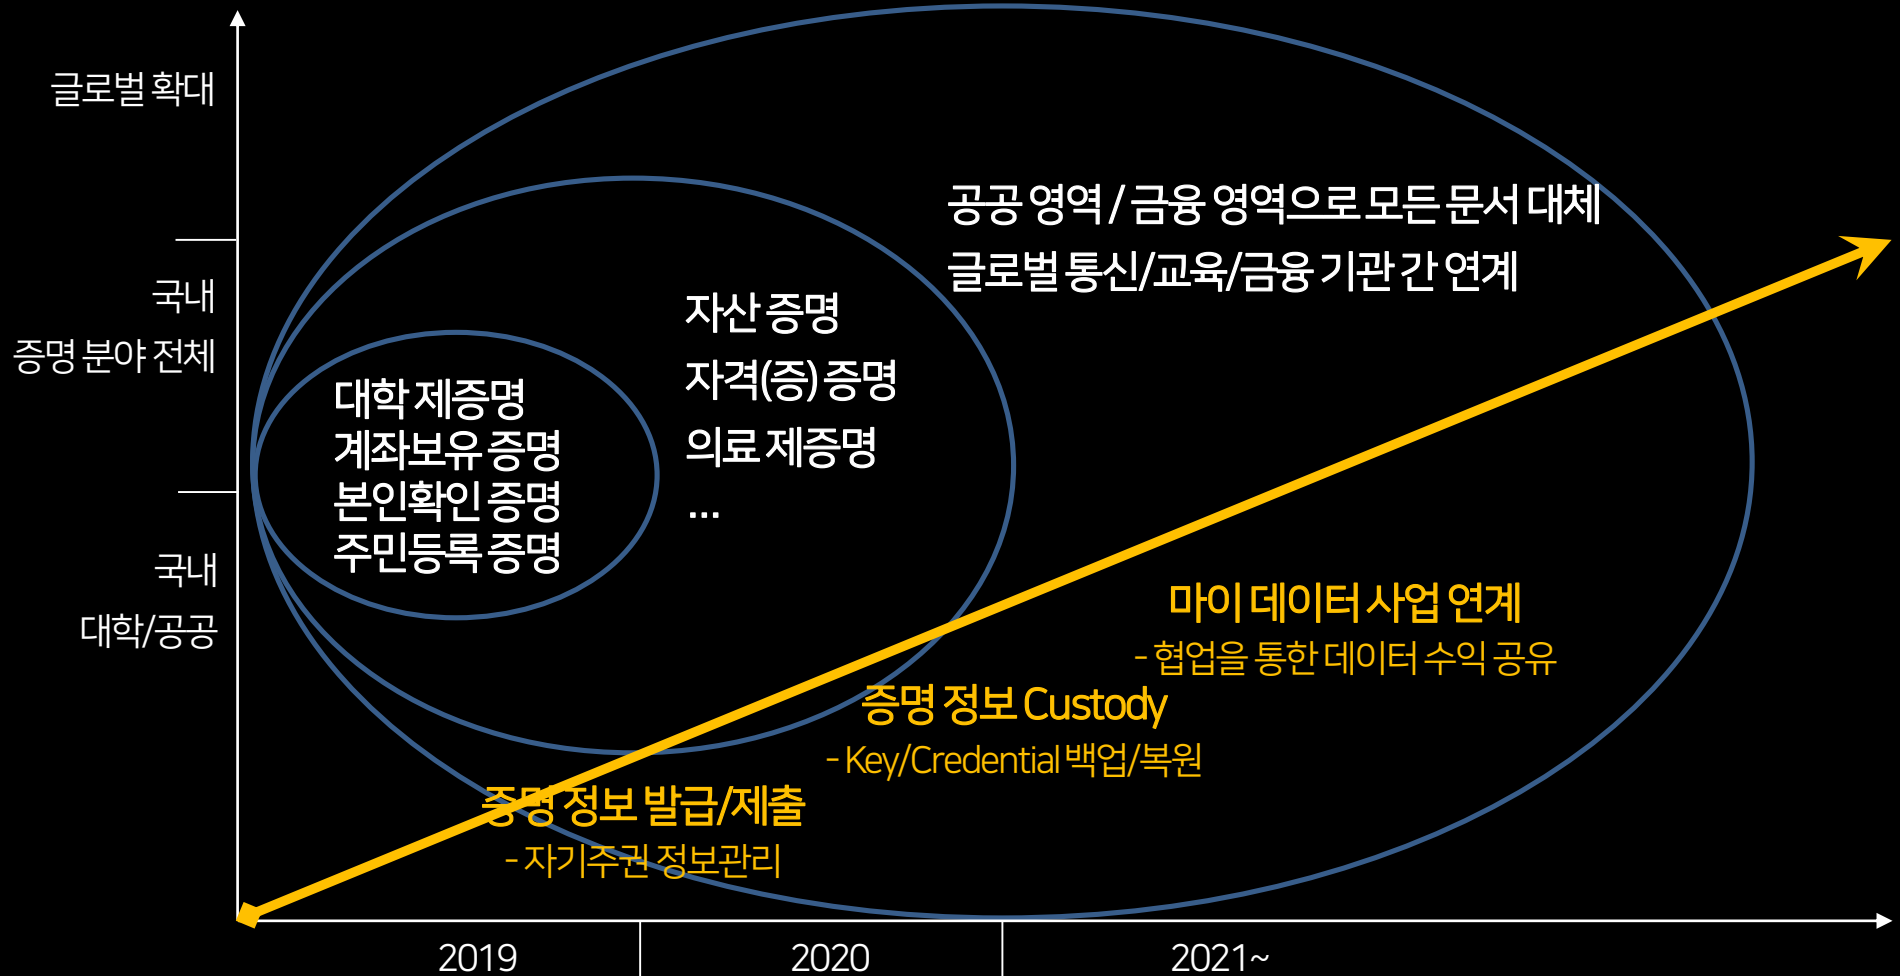 글로벌 확대
국내
증명 분야 전체
국내
대학/공공
대학 제증명
계좌보유 증명
본인확인 증명
주민등록 증명
자산 증명
자격(증) 증명
의료 제증명
...
공공 영역 / 금융 영역으로 모든 문서 대체
글로벌 통신/교육/금융 기관 간 연계
마이 데이터 사업 연계
- 협업을 통한 데이터 수익 공유
증명 정보 Custody
- Key/Credential 백업/복원
증명 정보 발급/제출
- 자기주권 정보관리
2019
2020
2021~